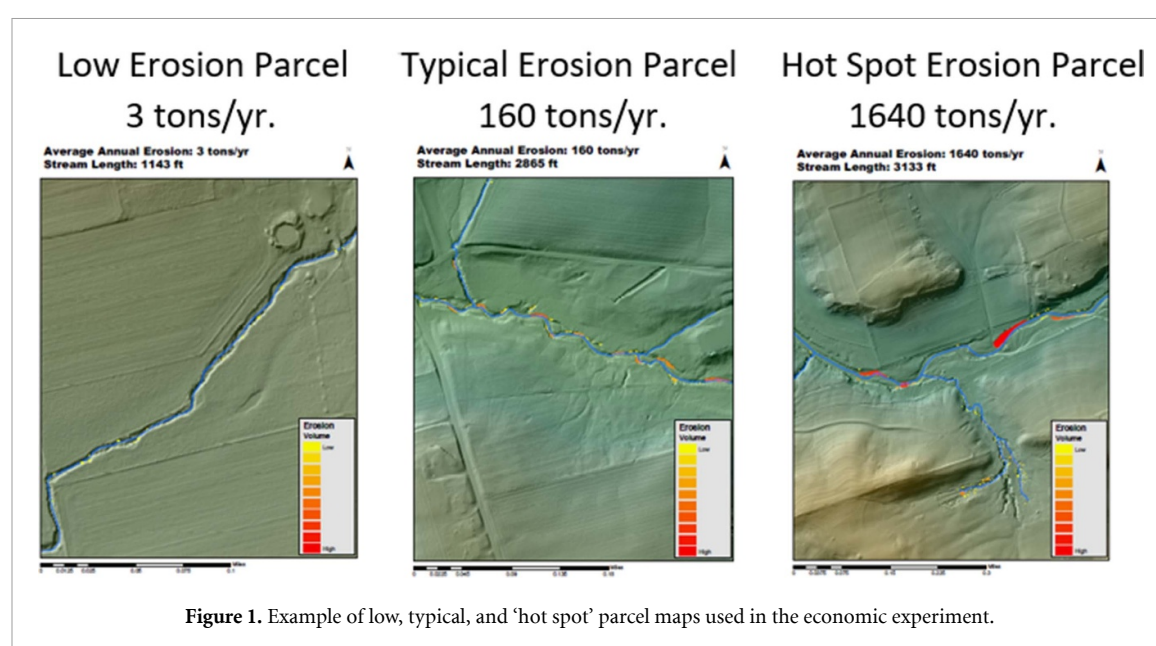 Low Erosion Parcel
3 tons/yr.
Average Annual Erosion: 3 tons/yr
Stream Length: 1143 ft
Erosion
Volume
Low
High
Typical Erosion Parcel
160 tons/yr.
Average Annual Erosion: 160 tons/yr
Stream Length: 2865 ft
Erosion
Volume
Low
High
Hot Spot Erosion Parcel
1640 tons/yr.
Average Annual Erosion: 1640 tons/yr
Stream Length: 3133 ft
Erosion
Volume
Low
High
Figure 1. Example of low, typical, and ‘hot spot’ parcel maps used in the economic experiment.